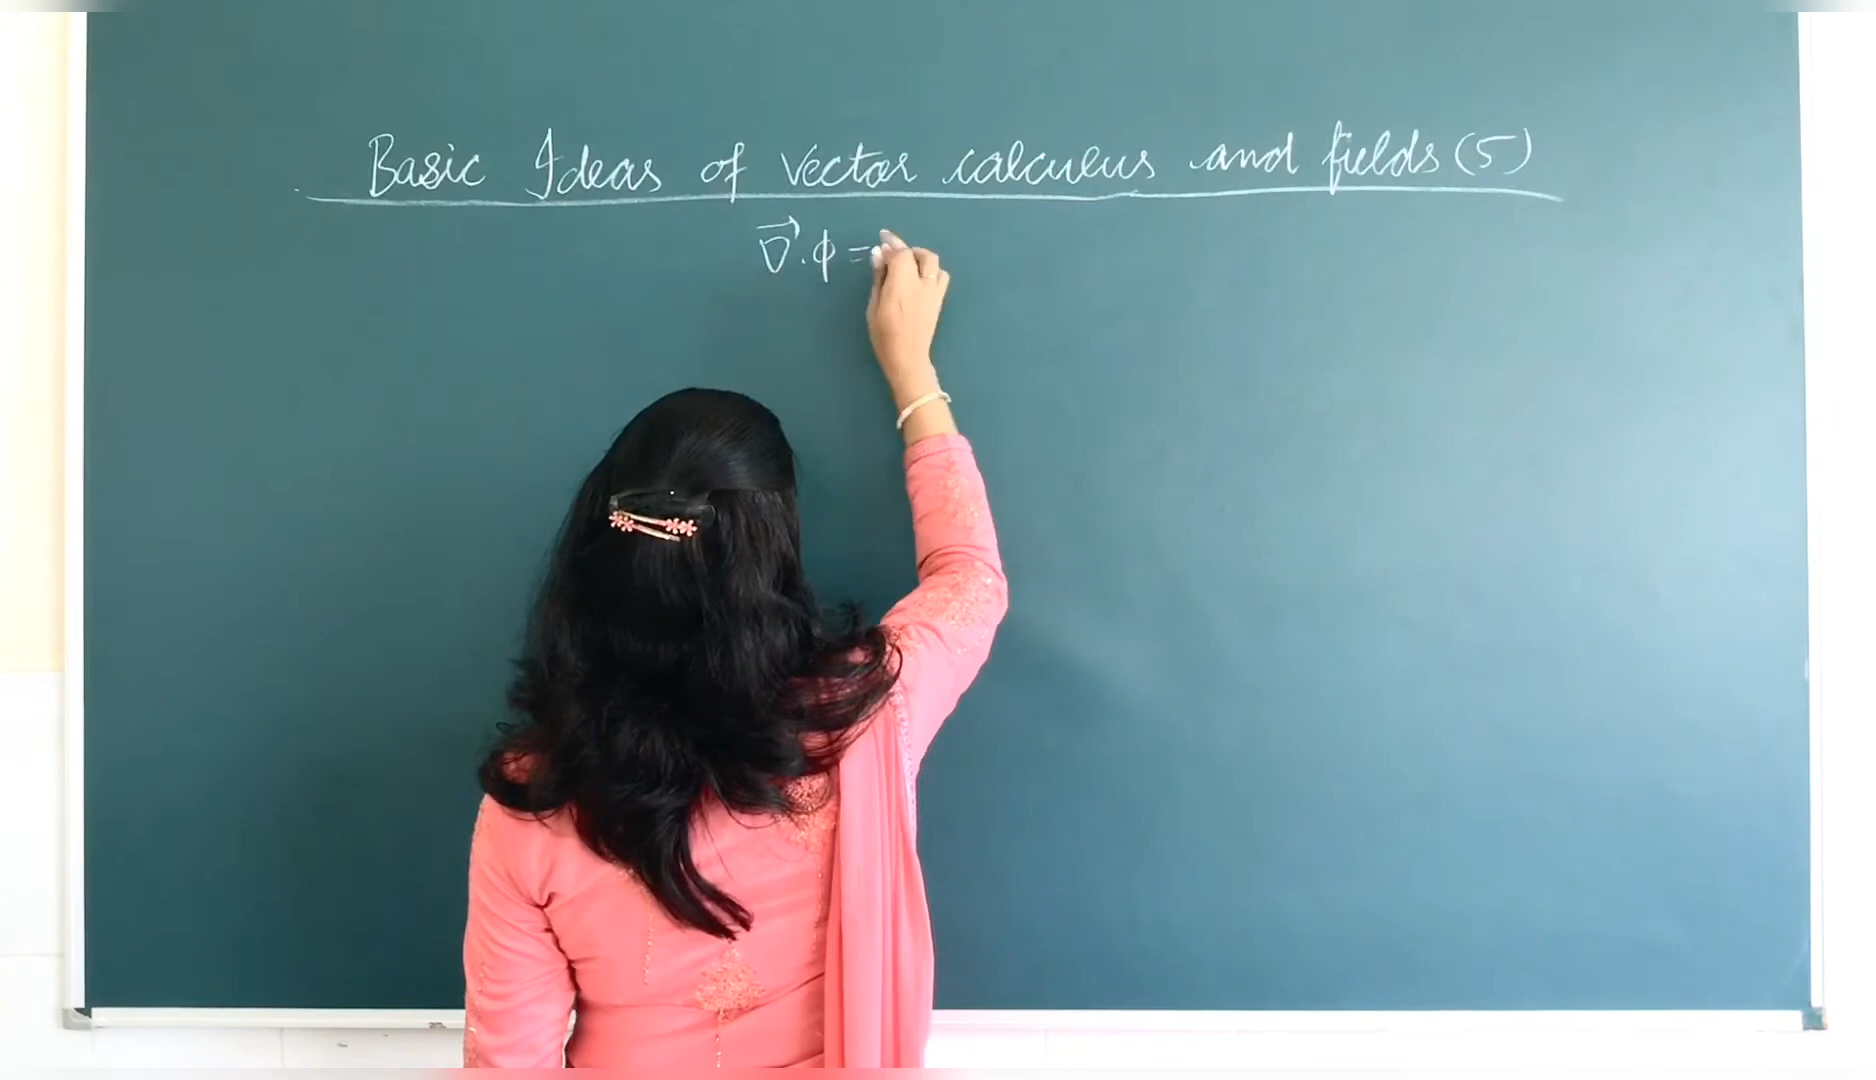 Basic Ideas of vector calculus and fields (5)
∇⃗.φ =